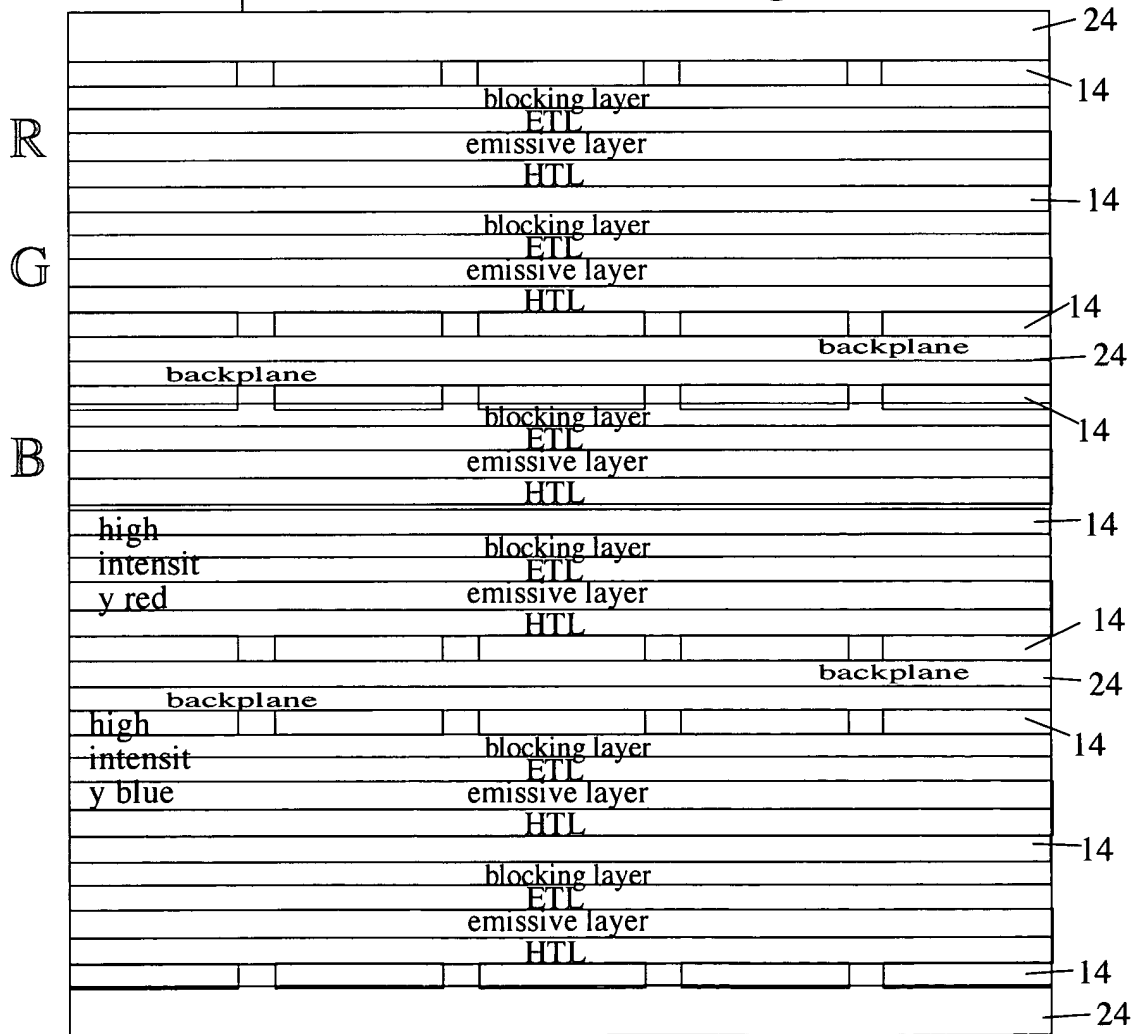 24
14
blocking layer
ETL
R
emissive layer
HTL
14
blocking layer
ETL
G
emissive layer
HTL
14
backplane
24
backplane
14
blocking layer
ETL
B
emissive layer
HTL
14
high
intensit
y red
blocking layer
ETL
emissive layer
HTL
14
backplane
24
backplane
14
high
intensit
y blue
blocking layer
ETL
emissive layer
HTL
14
blocking layer
ETL
emissive layer
HTL
14
24